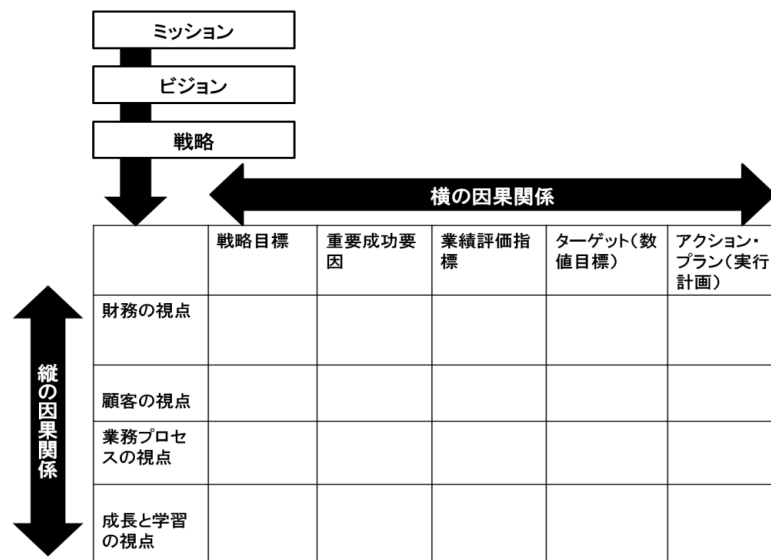 ミッション
ビジョン
戦略
横の因果関係
戦略目標
重要成功要
因
業績評価指
標
ターゲット(数
値目標)
アクション・
プラン(実行
計画)
縦の因果関係
財務の視点
顧客の視点
業務プロセ
スの視点
成長と学習
の視点